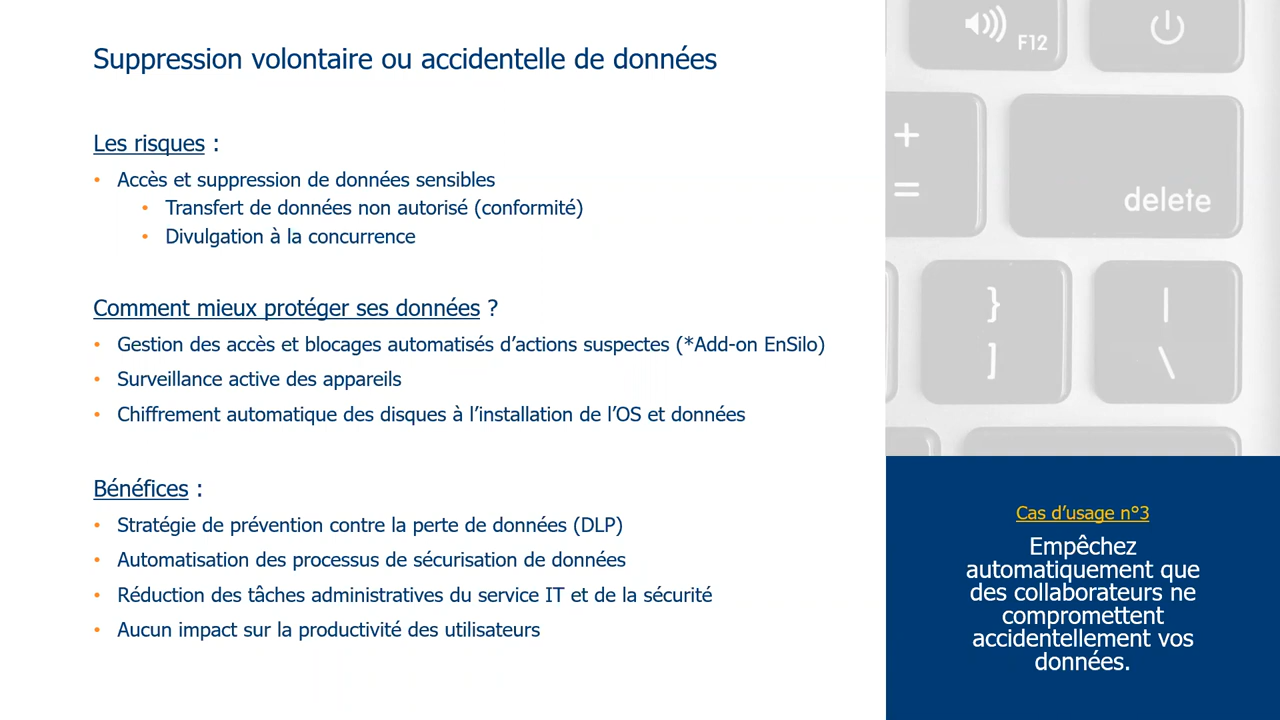 Suppression volontaire ou accidentelle de données
Les risques :
• Accès et suppression de données sensibles
• Transfert de données non autorisé (conformité)
• Divulgation à la concurrence
Comment mieux protéger ses données ?
• Gestion des accès et blocages automatisés d’actions suspectes (*Add-on EnSilo)
• Surveillance active des appareils
• Chiffrement automatique des disques à l’installation de l’OS et données
Bénéfices :
• Stratégie de prévention contre la perte de données (DLP)
• Automatisation des processus de sécurisation de données
• Réduction des tâches administratives du service IT et de la sécurité
• Aucun impact sur la productivité des utilisateurs
F12
+
=
delete
}
]
|
\
Cas d’usage n°3
Empêchez
automatiquement que
des collaborateurs ne
compromettent
accidentellement vos
données.